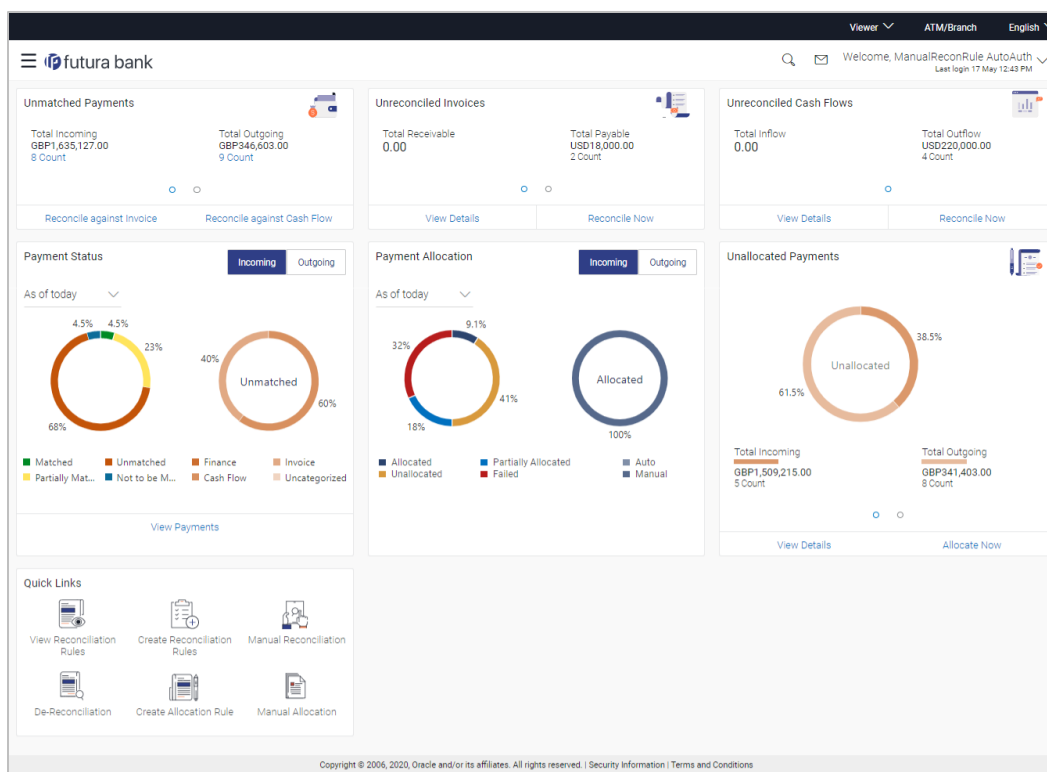 Viewer ATM/Branch English
futura bank
Welcome, ManualReconRule AutoAuth
Last login 17 May 12:43 PM
Unmatched Payments
Total Incoming Total Outgoing
GBP1,635,127.00 GBP346,603.00
8 Count 9 Count
Reconcile against Invoice Reconcile against Cash Flow
Unreconciled Invoices
Total Receivable Total Payable
0.00 USD18,000.00
2 Count
View Details Reconcile Now
Unreconciled Cash Flows
Total Inflow Total Outflow
0.00 USD220,000.00
4 Count
View Details Reconcile Now
Payment Status
Incoming Outgoing
As of today
4.5% 4.5%
23%
68%
40%
Unmatched
60%
Matched Unmatched Finance Invoice
Partially Mat... Not to be M... Cash Flow Uncategorized
View Payments
Payment Allocation
Incoming Outgoing
As of today
9.1%
32%
41%
18%
Allocated
100%
Allocated Partially Allocated Auto
Unallocated Failed Manual
Unallocated Payments
38.5%
Unallocated
61.5%
Total Incoming Total Outgoing
GBP1,509,215.00 GBP341,403.00
5 Count 8 Count
View Details Allocate Now
Quick Links
View Reconciliation Create Reconciliation Manual Reconciliation
Rules Rules
De-Reconciliation Create Allocation Rule Manual Allocation
Copyright © 2006, 2020, Oracle and/or its affiliates. All rights reserved. | Security Information | Terms and Conditions